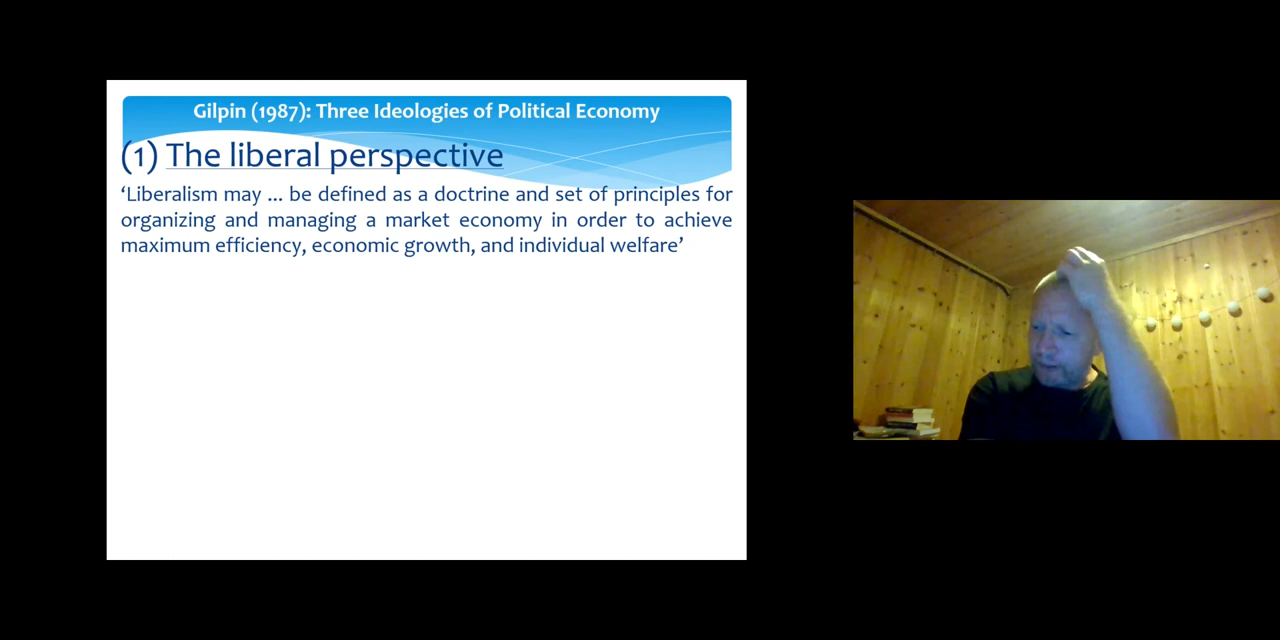 Gilpin (1987): Three Ideologies of Political Economy
(1) The liberal perspective
‘Liberalism may ... be defined as a doctrine and set of principles for
organizing and managing a market economy in order to achieve
maximum efficiency, economic growth, and individual welfare’